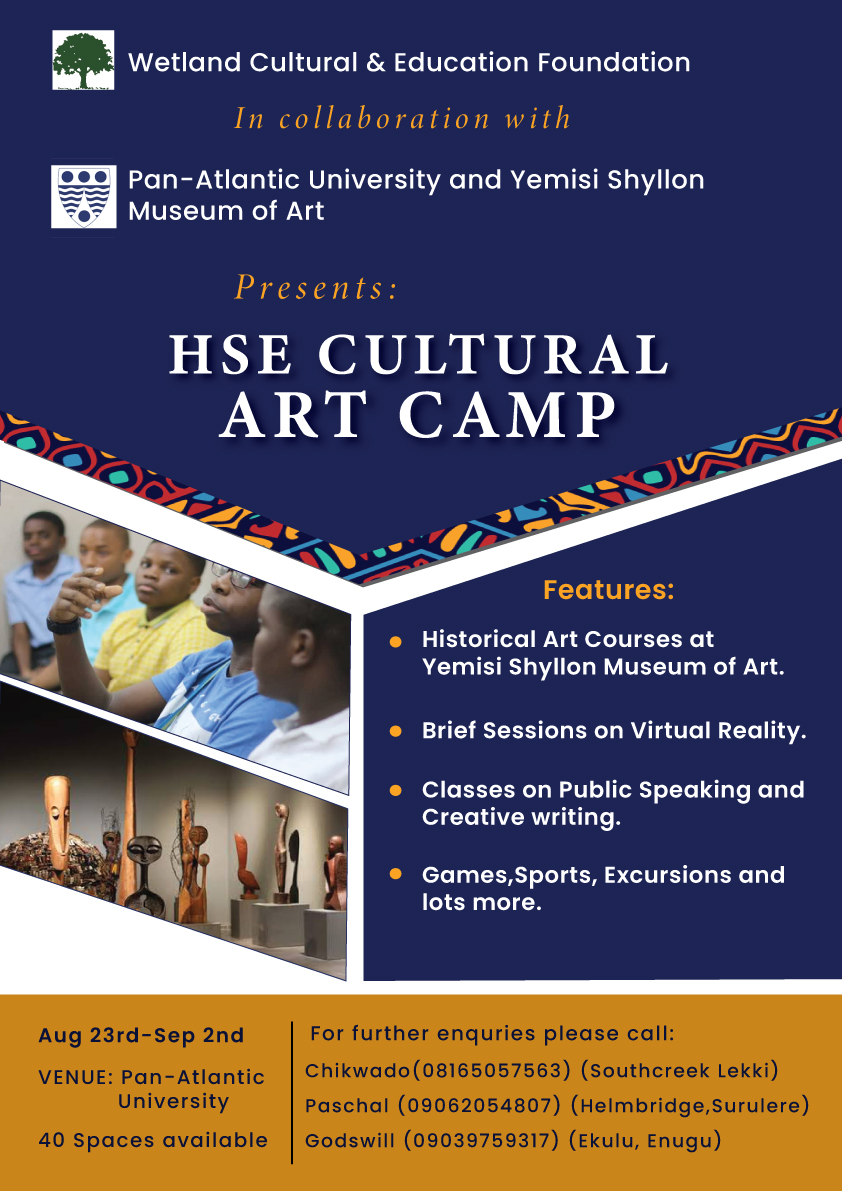 Wetland Cultural & Education Foundation
In collaboration with
Pan-Atlantic University and Yemisi Shyllon
Museum of Art
Presents:
HSE CULTURAL
ART CAMP
Features:
Historical Art Courses at
Yemisi Shyllon Museum of Art.
Brief Sessions on Virtual Reality.
Classes on Public Speaking and
Creative writing.
Games,Sports, Excursions and
lots more.
Aug 23rd-Sep 2nd
VENUE: Pan-Atlantic
University
40 Spaces available
For further enquries please call:
Chikwado(08165057563) (Southcreek Lekki)
Paschal (09062054807) (Helmbridge,Surulere)
Godswill (09039759317) (Ekulu, Enugu)